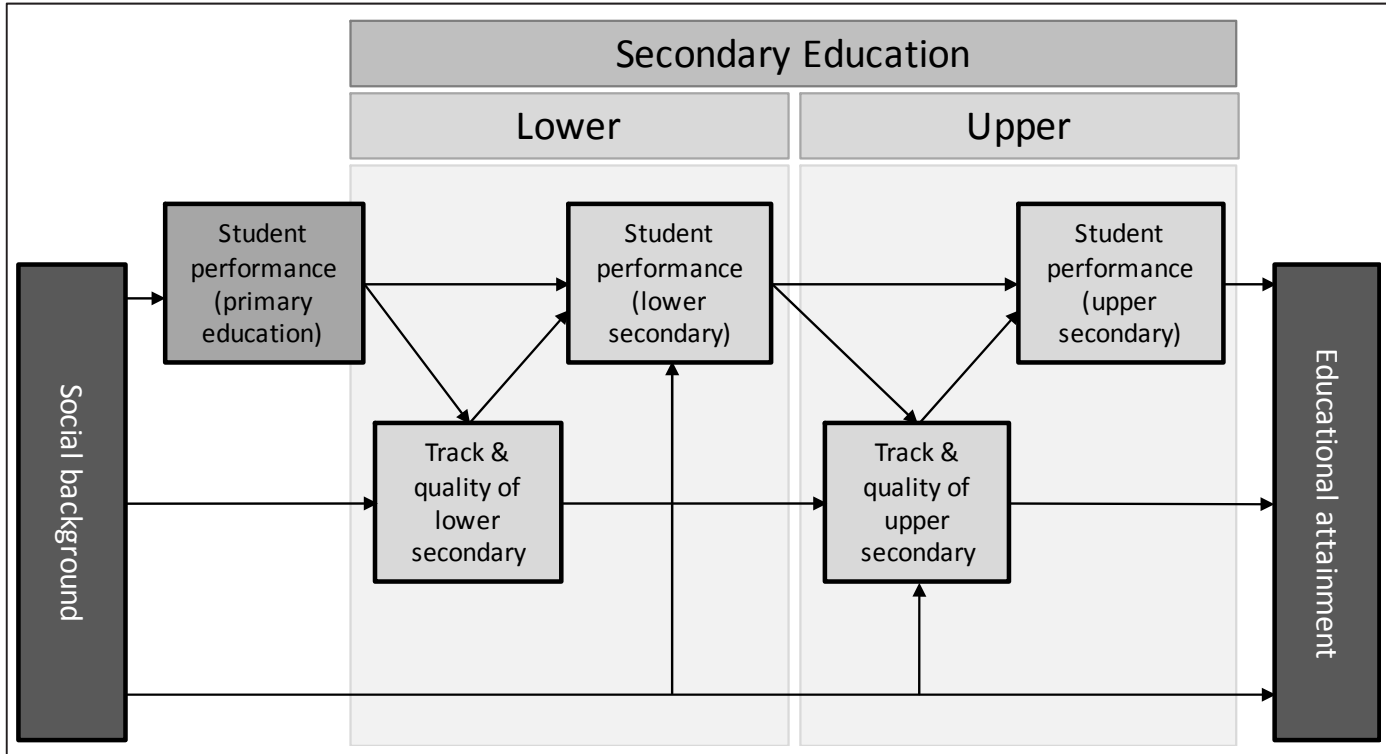 Secondary Education
Lower
Upper
Student
performance
(primary
education)
Student
performance
(lower
secondary)
Student
performance
(upper
secondary)
Social background
Track &
quality of
lower
secondary
Track &
quality of
upper
secondary
Educational attainment